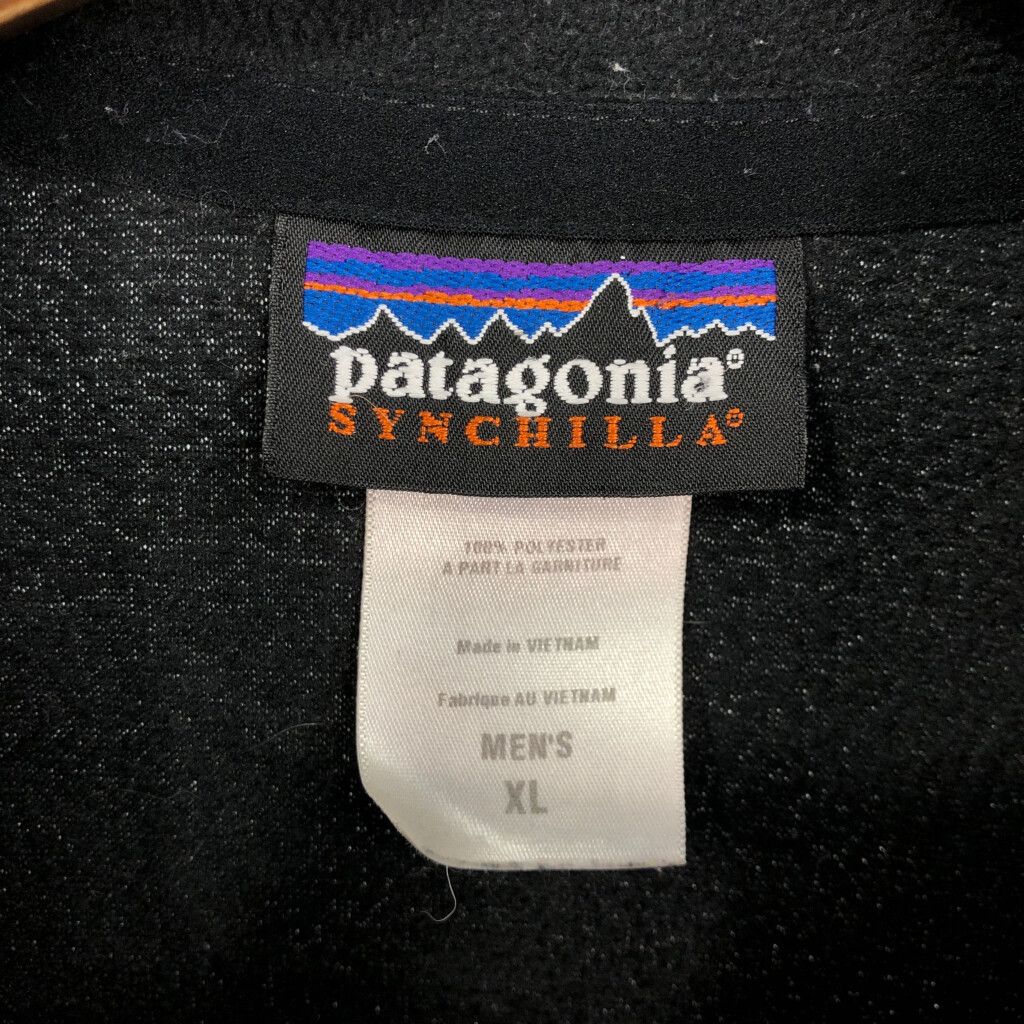 patagonia®
SYNCHILLA®
100% POLYESTER
A PART LA GARNITURE
Made in VIETNAM
Fabrique AU VIETNAM
MEN'S
XL